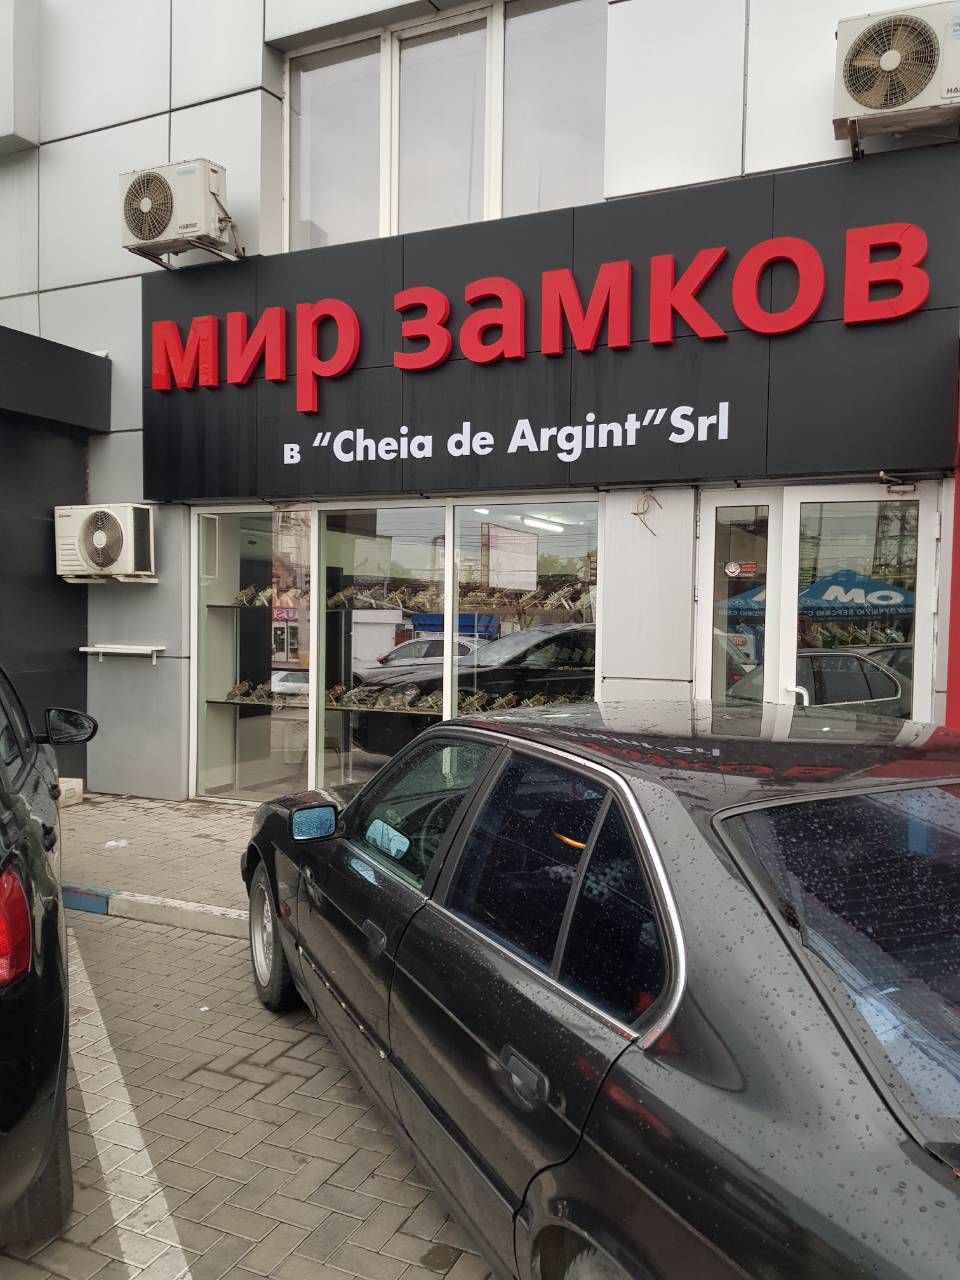 мир замков
в “Cheia de Argint”Srl